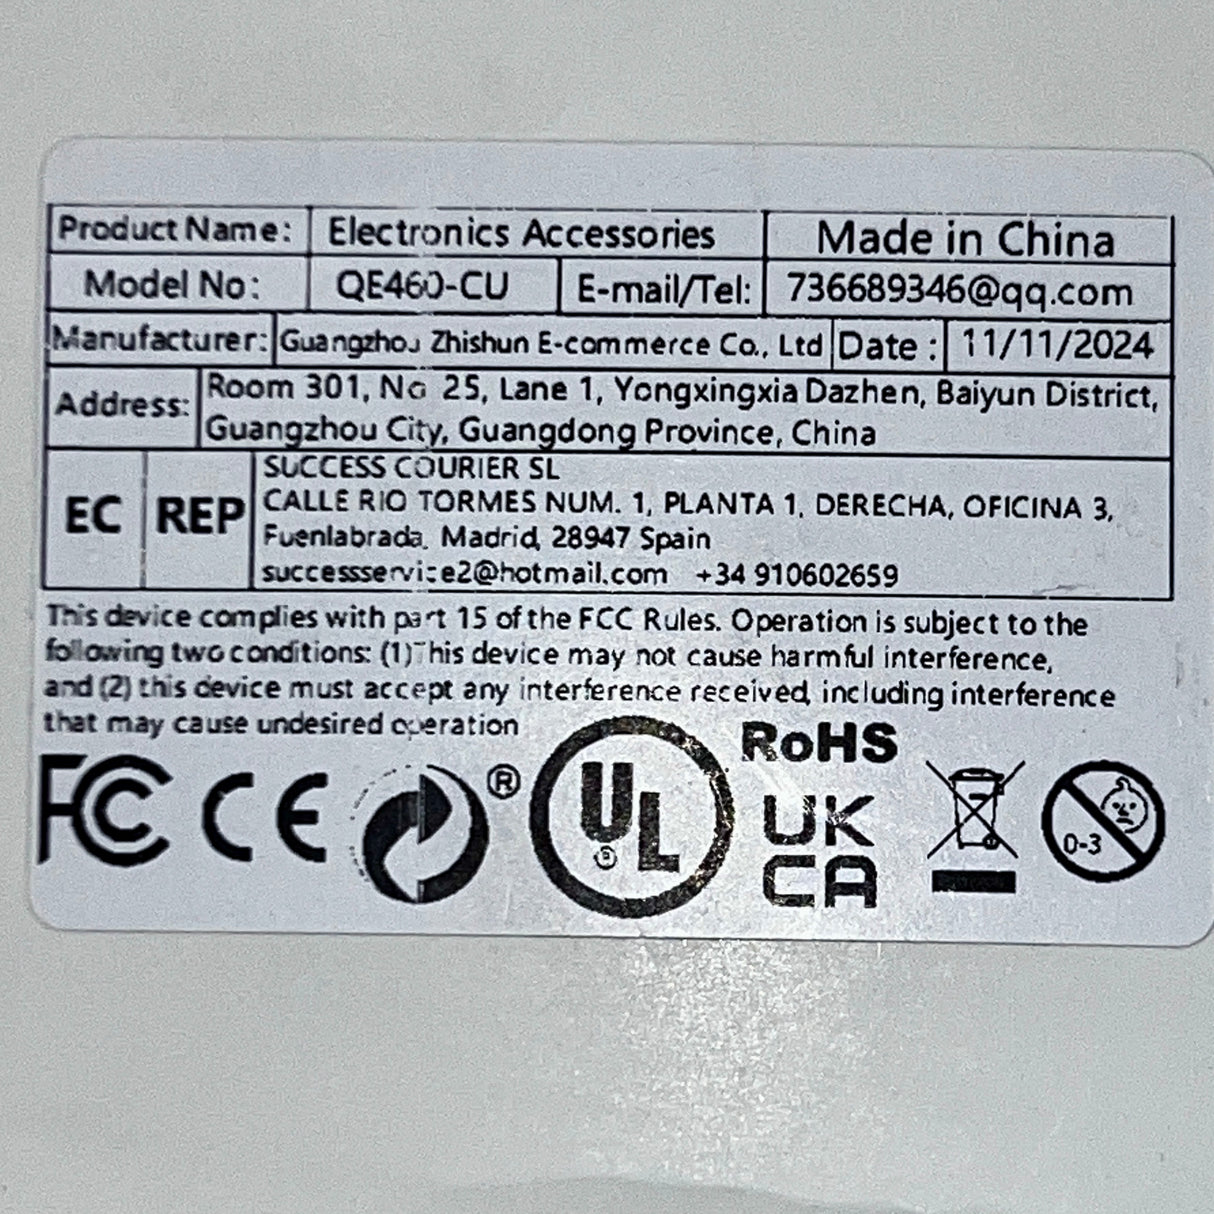 Product Name: Electronics Accessories Made in China
Model No: QE460-CU E-mail/Tel: 736689346@qq.com
Manufacturer: Guangzhou Zhishun E-commerce Co., Ltd Date : 11/11/2024
Address: Room 301, No 25, Lane 1, Yongxingxia Dazhen, Baiyun District,
Guangzhou City, Guangdong Province, China
EC REP
SUCCESS COURIER SL
CALLE RIO TORMES NUM. 1, PLANTA 1, DERECHA, OFICINA 3,
Fuenlabrada, Madrid, 28947 Spain
successservice2@hotmail.com +34 910602659
This device complies with part 15 of the FCC Rules. Operation is subject to the
following two conditions: (1) This device may not cause harmful interference,
and (2) this device must accept any interference received, including interference
that may cause undesired operation
FC CE ® UL ® RoHS
UK
CA
0-3